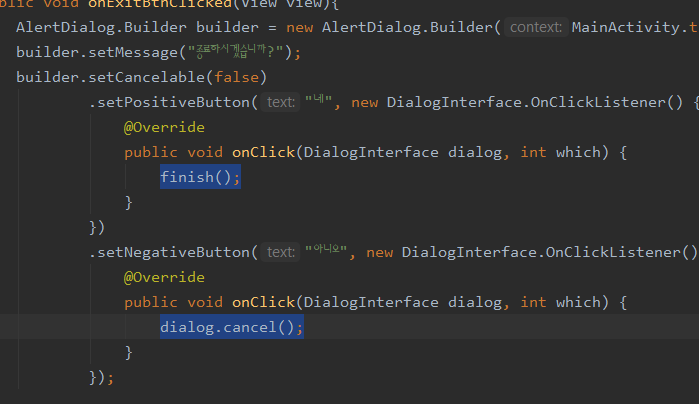 public void onExitBtnClicked(View view){
AlertDialog.Builder builder = new AlertDialog.Builder( context: MainActivity.t
builder.setMessage("종료하시겠습니까?");
builder.setCancelable(false)
.setPositiveButton( text: "네", new DialogInterface.OnClickListener() {
@Override
public void onClick(DialogInterface dialog, int which) {
finish();
}
})
.setNegativeButton( text: "아니오", new DialogInterface.OnClickListener()
@Override
public void onClick(DialogInterface dialog, int which) {
dialog.cancel();
}
});